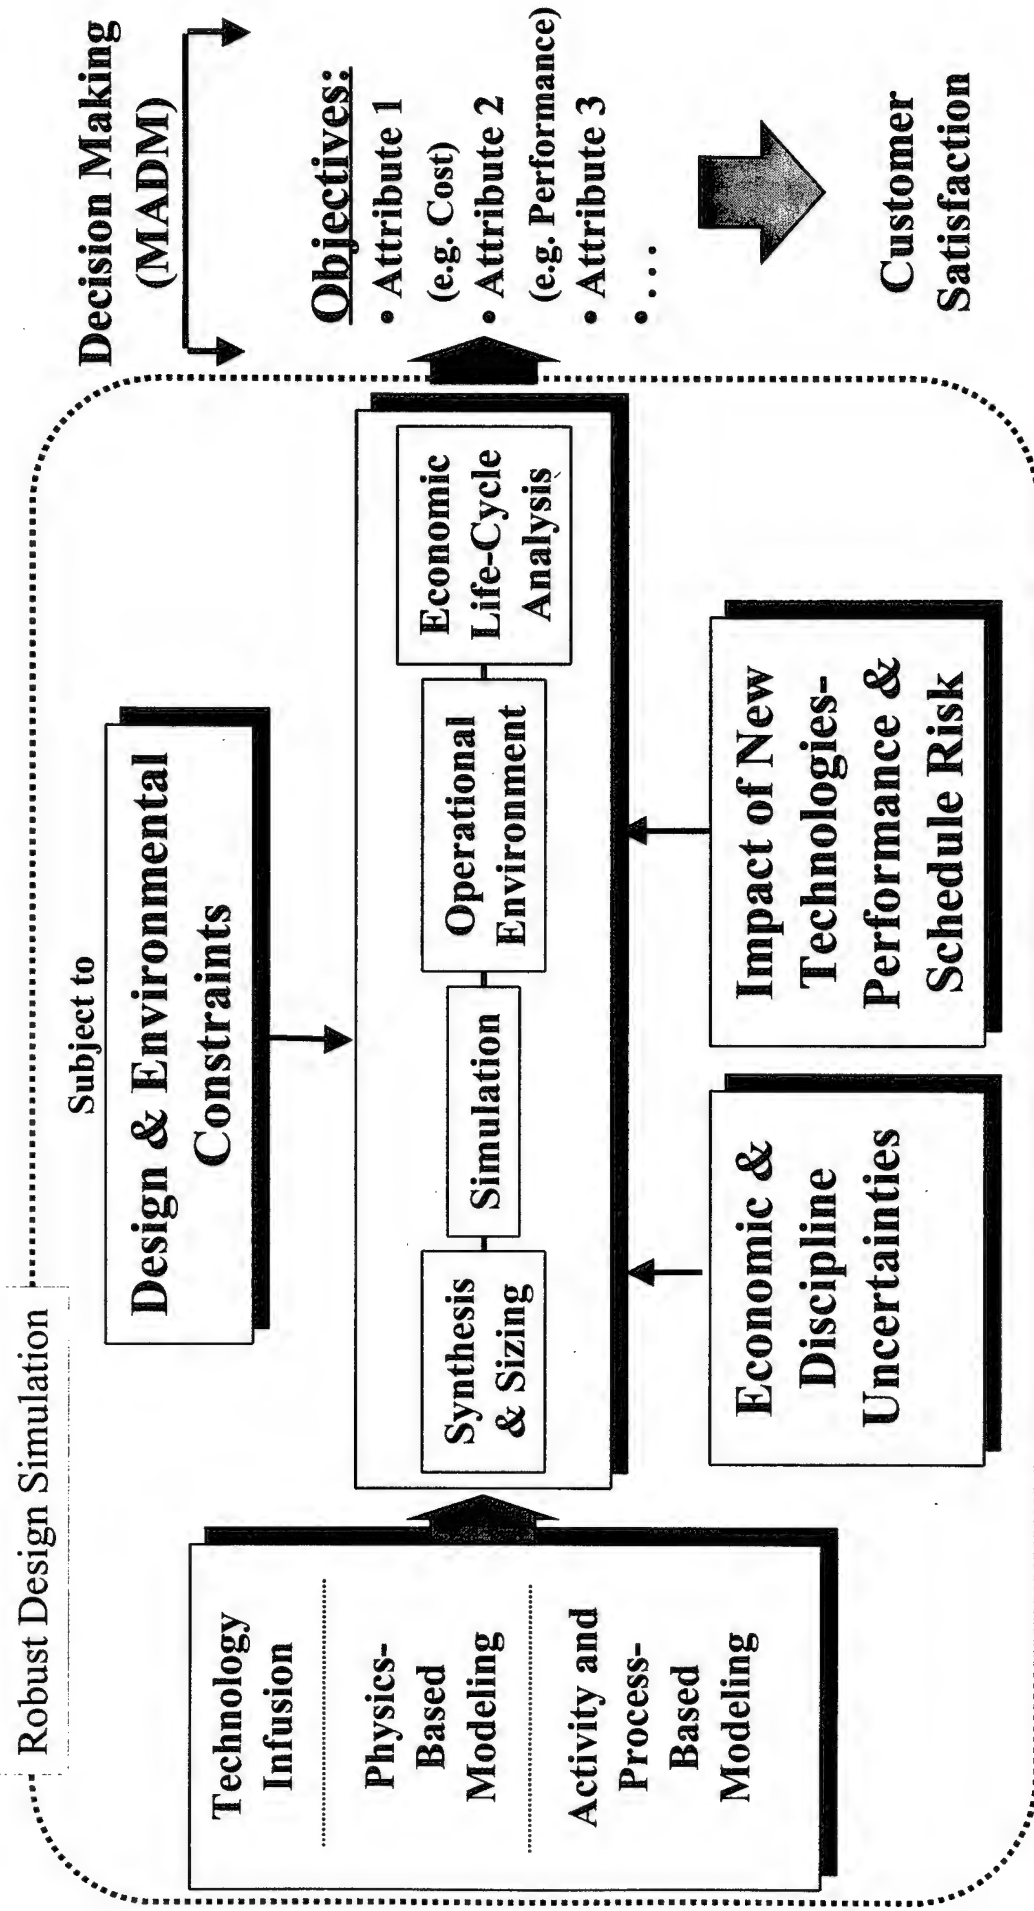 Robust Design Simulation
Subject to
Design & Environmental
Constraints
Technology
Infusion
Physics-
Based
Modeling
Activity and
Process-
Based
Modeling
Synthesis
& Sizing
Simulation
Operational
Environment
Economic
Life-Cycle
Analysis
Economic &
Discipline
Uncertainties
Impact of New
Technologies-
Performance &
Schedule Risk
Decision Making
(MADM)
Objectives:
• Attribute 1
(e.g. Cost)
• Attribute 2
(e.g. Performance)
• Attribute 3
• . . .
Customer
Satisfaction